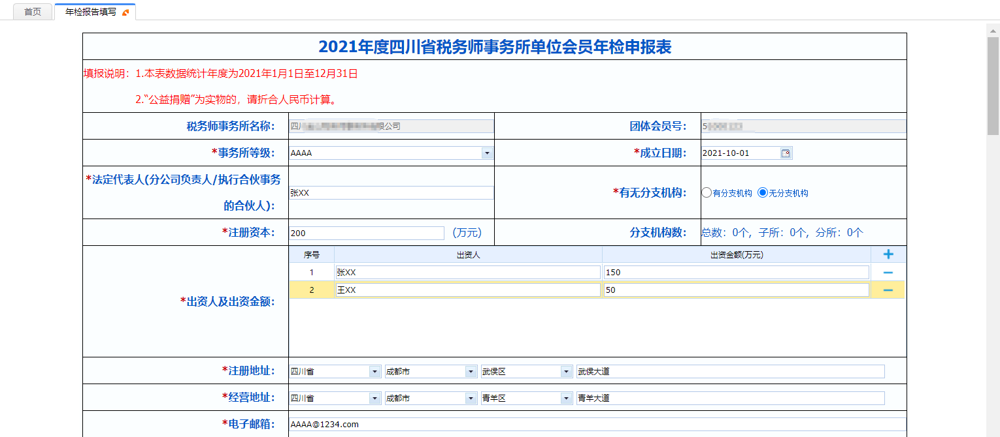 首页
年检报告填写
2021年度四川省税务师事务所单位会员年检申报表
填报说明：1.本表数据统计年度为2021年1月1日至12月31日
2.“公益捐赠”为实物的，请折合人民币计算。
税务师事务所名称： 四川 限公司 团体会员号： 5
*事务所等级： AAAA *成立日期： 2021-10-01
*法定代表人(分公司负责人/执行合伙事务
的合伙人)： 张XX *有无分支机构： 有分支机构 无分支机构
*注册资本： 200 (万元) 分支机构数： 总数：0个，子所：0个，分所：0个
序号 出资人 出资金额(万元)
1 张XX 150
2 王XX 50
*出资人及出资金额：
*注册地址： 四川省 成都市 武侯区 武侯大道
*经营地址： 四川省 成都市 青羊区 青羊大道
*电子邮箱： AAAA@1234.com